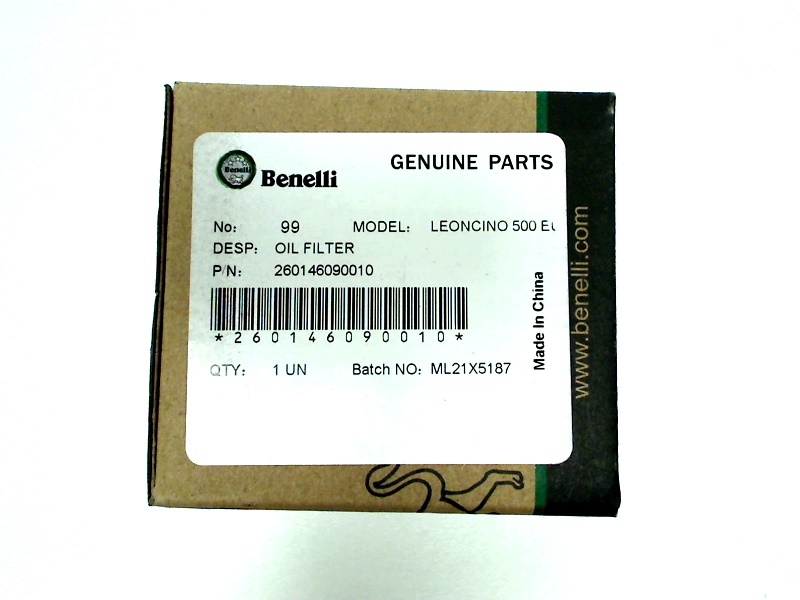 Benelli
Benelli
GENUINE PARTS
No: 99 MODEL: LEONCINO 500 EU
DESP: OIL FILTER
P/N: 260146090010
*260146090010*
QTY: 1 UN Batch NO: ML21X5187
Made In China
www.benelli.com